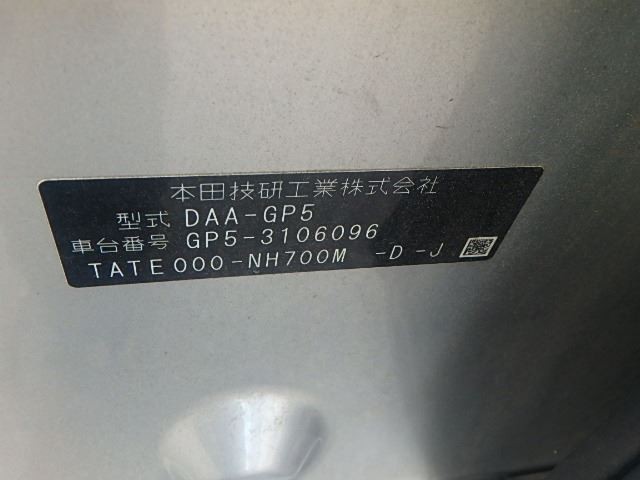 本田技研工業株式会社
型式 DAA-GP5
車台番号 GP5-3106096
TATE000-NH700M -D -J